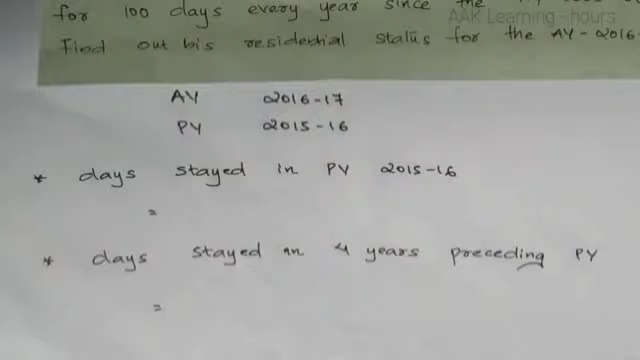 for 100 days every year since the
AAK Learning-hours
Find out his residential status for the AY-2016-
AY 2016-17
PY 2015-16
* days stayed in PY 2015-16
=
* days stayed in 4 years preceding PY
=